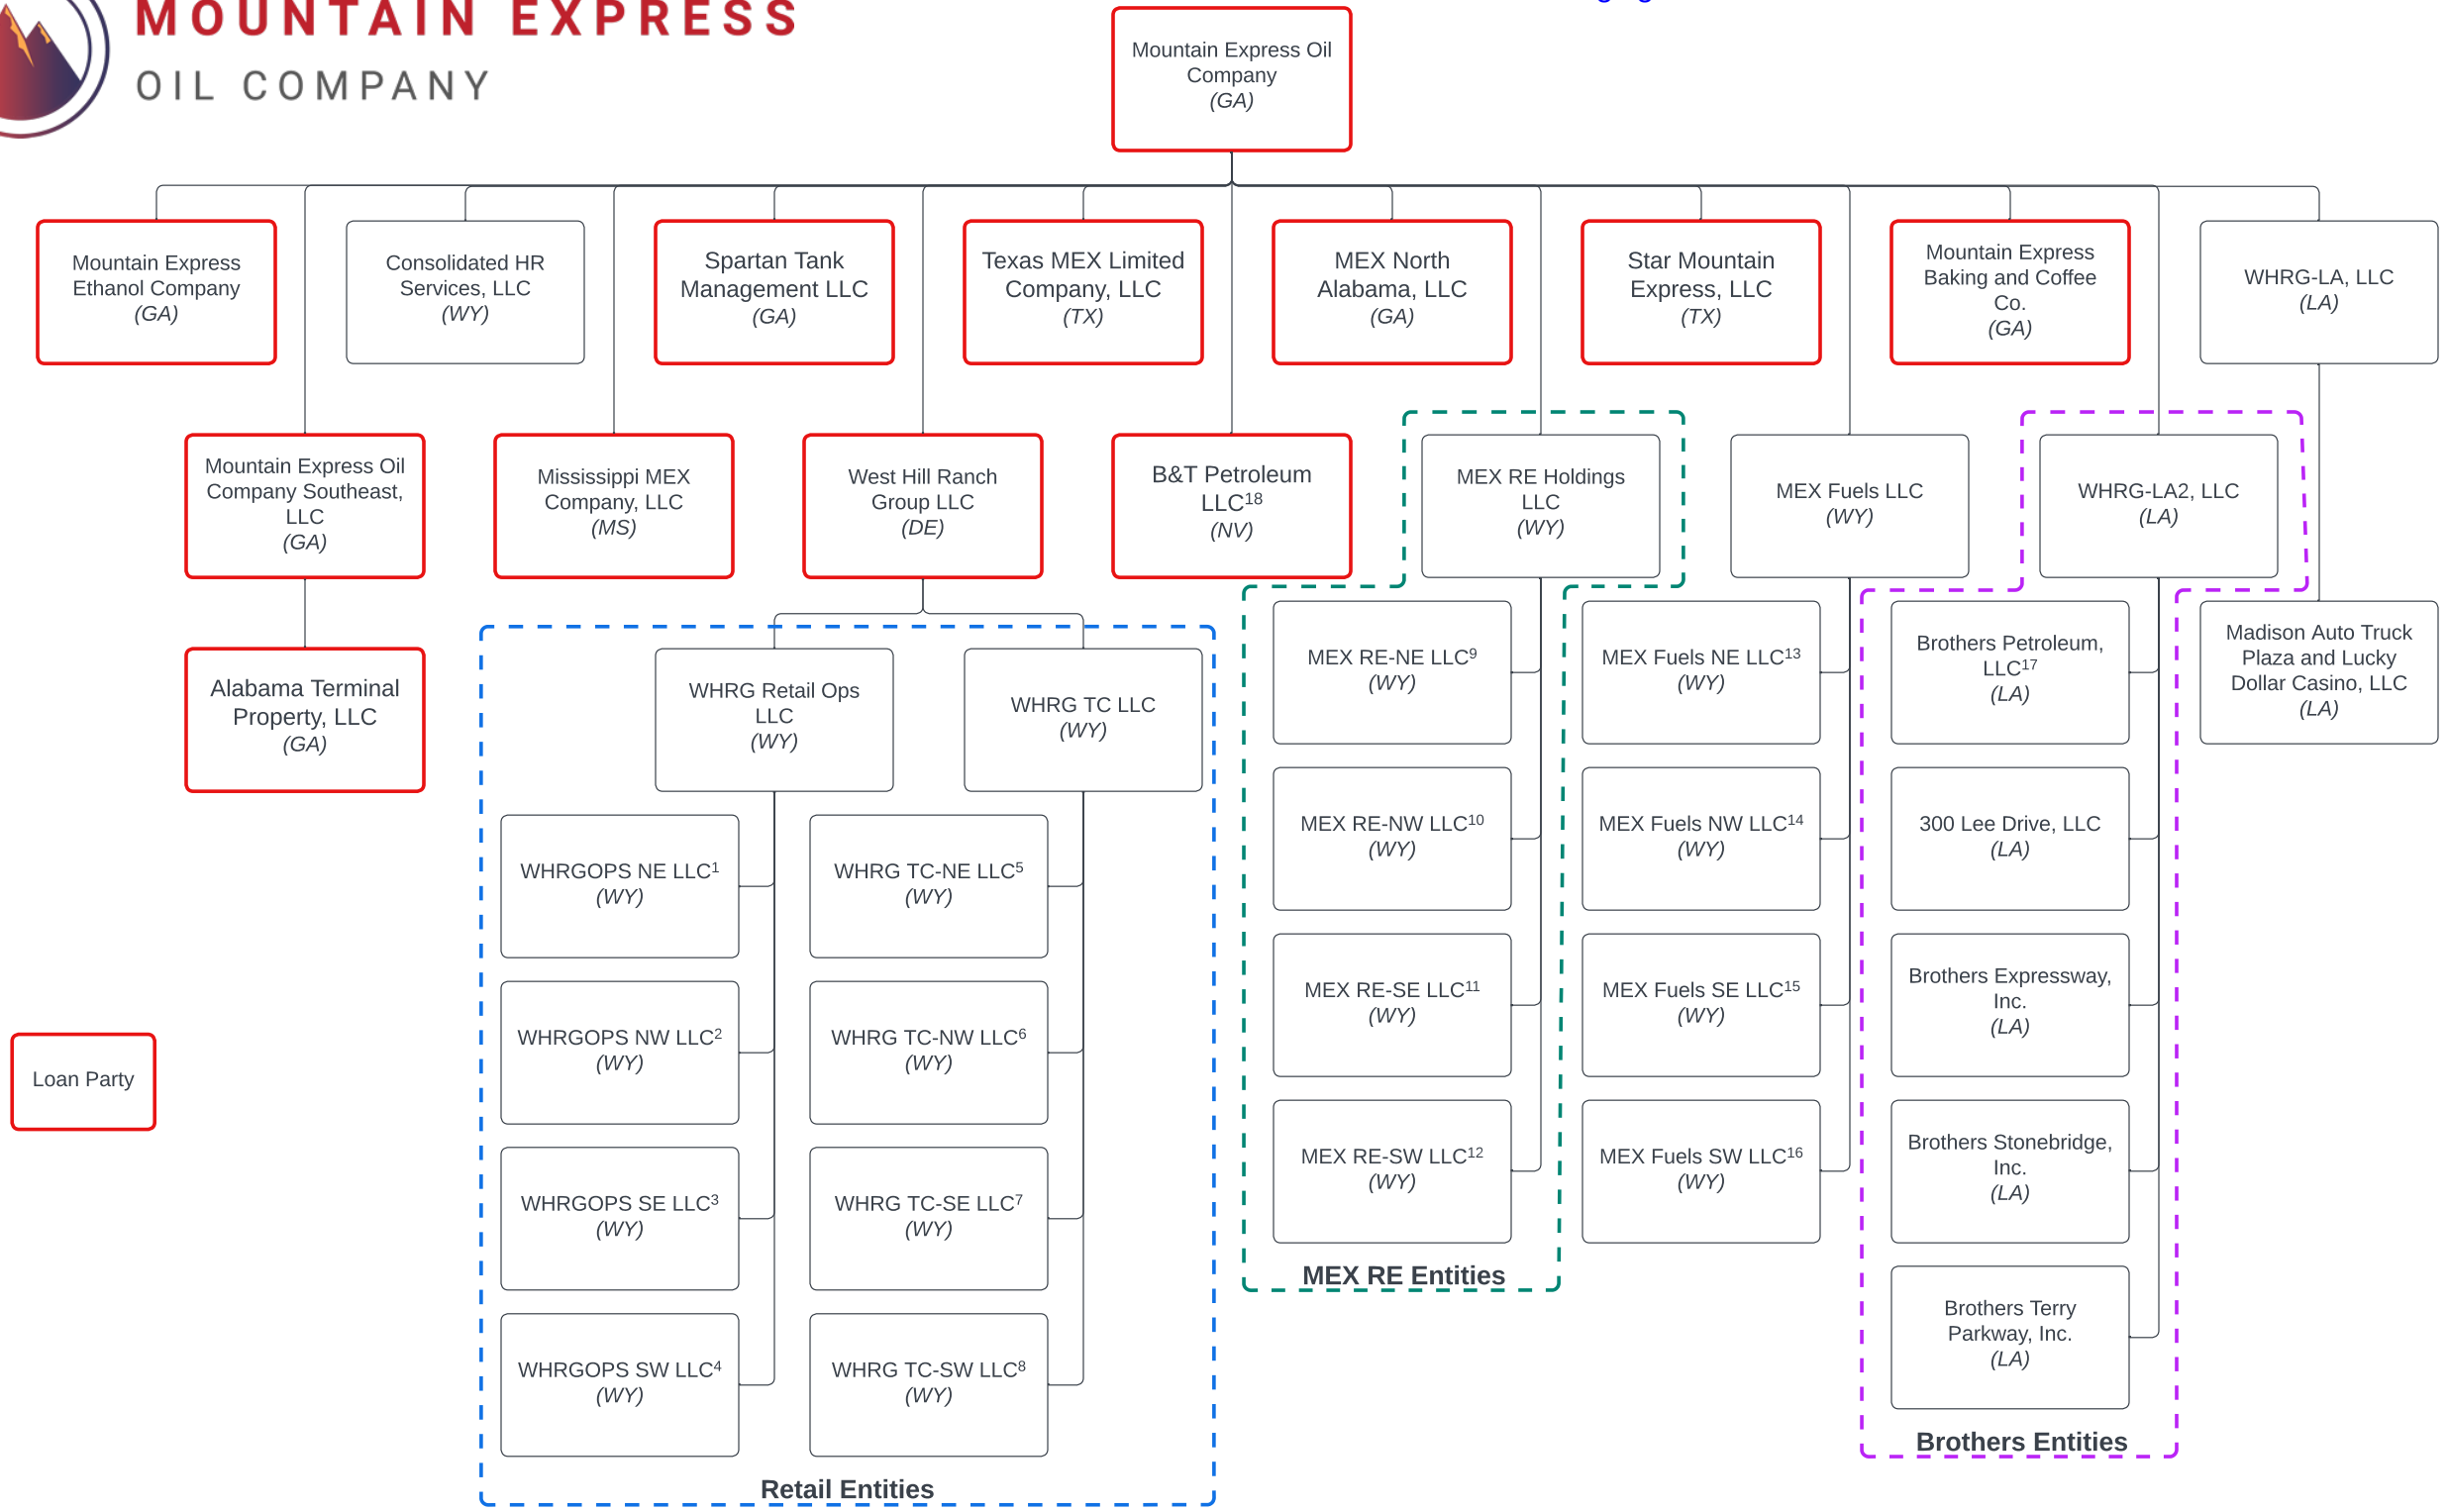 MOUNTAIN EXPRESS
OIL COMPANY
Mountain Express Oil
Company
(GA)
Mountain Express
Ethanol Company
(GA)
Consolidated HR
Services, LLC
(WY)
Spartan Tank
Management LLC
(GA)
Texas MEX Limited
Company, LLC
(TX)
MEX North
Alabama, LLC
(GA)
Star Mountain
Express, LLC
(TX)
Mountain Express
Baking and Coffee
Co.
(GA)
WHRG-LA, LLC
(LA)
Mountain Express Oil
Company Southeast,
LLC
(GA)
Mississippi MEX
Company, LLC
(MS)
West Hill Ranch
Group LLC
(DE)
B&T Petroleum
LLC18
(NV)
MEX RE Holdings
LLC
(WY)
MEX Fuels LLC
(WY)
WHRG-LA2, LLC
(LA)
Alabama Terminal
Property, LLC
(GA)
WHRG Retail Ops
LLC
(WY)
WHRG TC LLC
(WY)
MEX RE-NE LLC9
(WY)
MEX Fuels NE LLC13
(WY)
Brothers Petroleum,
LLC17
(LA)
Madison Auto Truck
Plaza and Lucky
Dollar Casino, LLC
(LA)
MEX RE-NW LLC10
(WY)
MEX Fuels NW LLC14
(WY)
300 Lee Drive, LLC
(LA)
WHRGOPS NE LLC1
(WY)
WHRG TC-NE LLC5
(WY)
MEX RE-SE LLC11
(WY)
MEX Fuels SE LLC15
(WY)
Brothers Expressway,
Inc.
(LA)
WHRGOPS NW LLC2
(WY)
WHRG TC-NW LLC6
(WY)
Loan Party
MEX RE-SW LLC12
(WY)
MEX Fuels SW LLC16
(WY)
Brothers Stonebridge,
Inc.
(LA)
WHRGOPS SE LLC3
(WY)
WHRG TC-SE LLC7
(WY)
MEX RE Entities
Brothers Terry
Parkway, Inc.
(LA)
WHRGOPS SW LLC4
(WY)
WHRG TC-SW LLC8
(WY)
Brothers Entities
Retail Entities